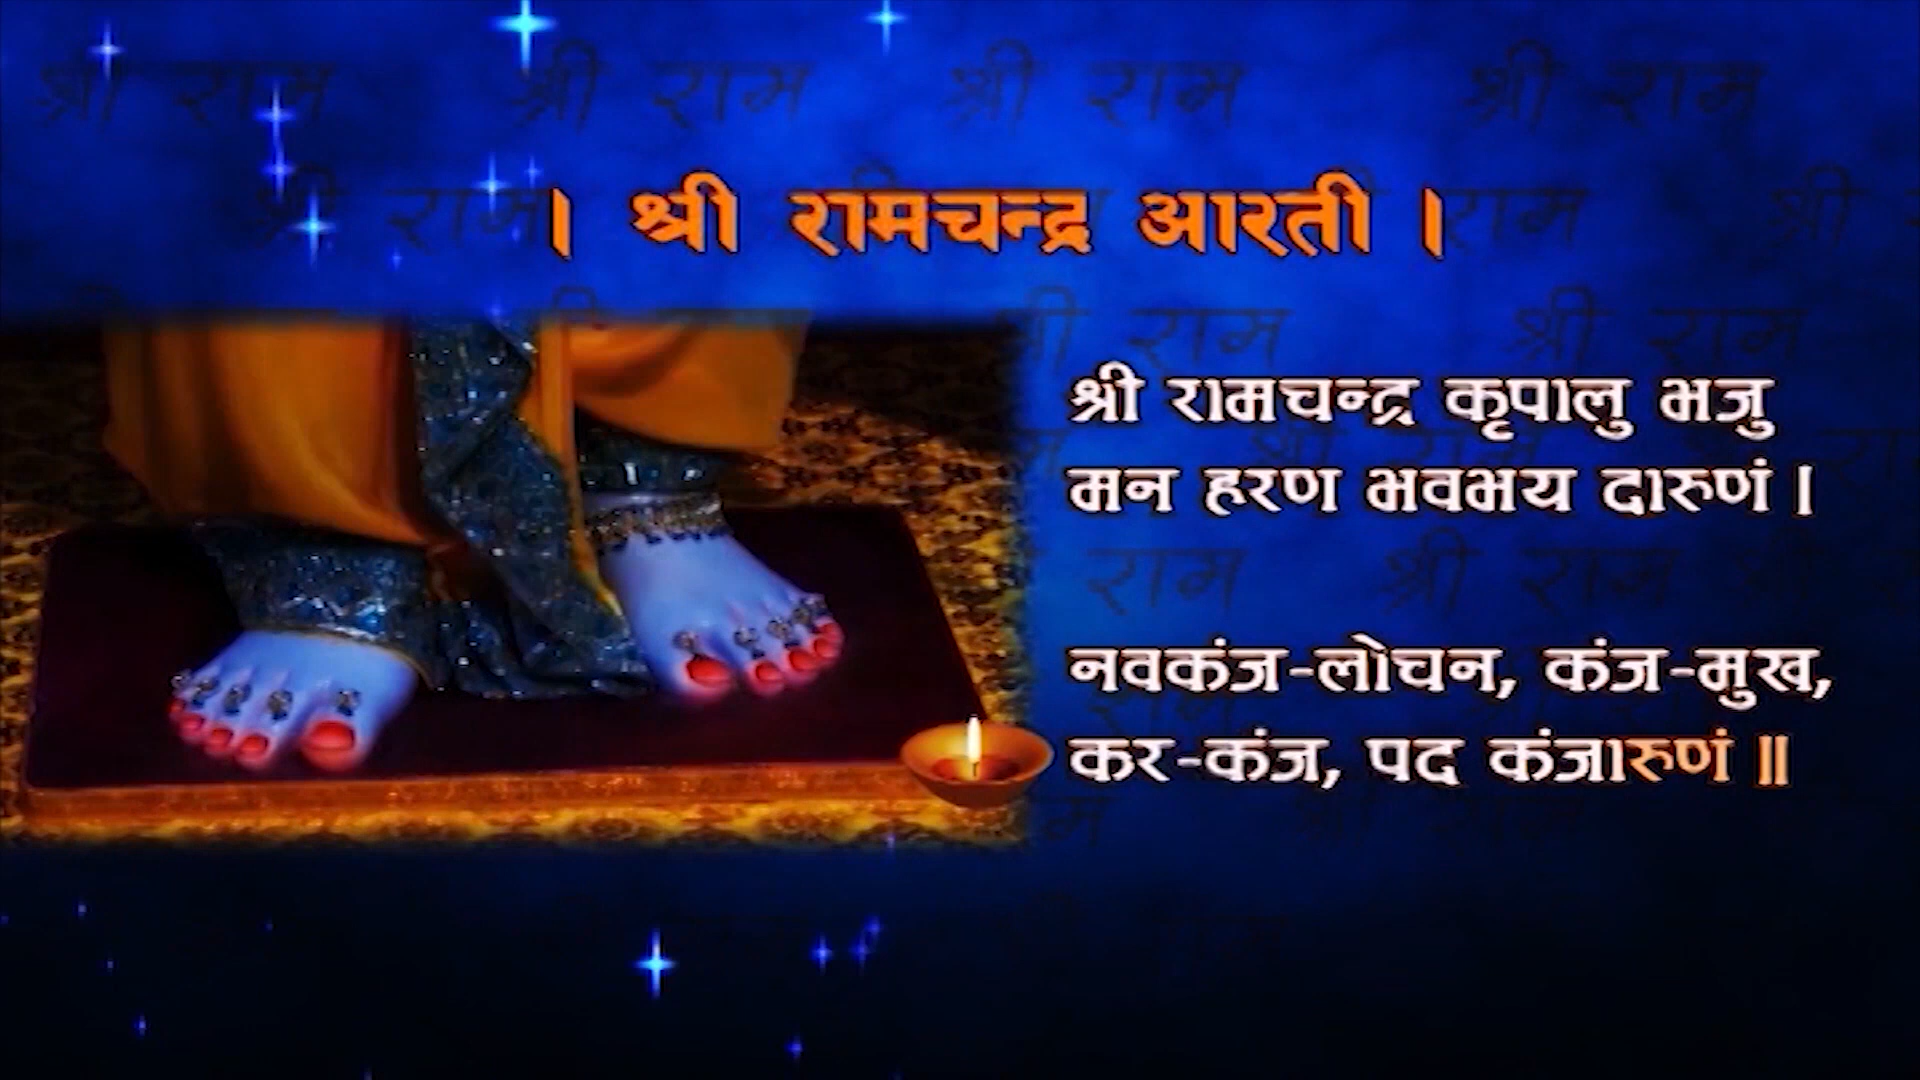 श्री राम श्री राम श्री राम श्री राम
। श्री रामचन्द्र आरती ।
श्री रामचन्द्र कृपालु भजु
मन हरण भवभय दारुणं ।
नवकंज-लोचन, कंज-मुख,
कर-कंज, पद कंजारुणं ॥